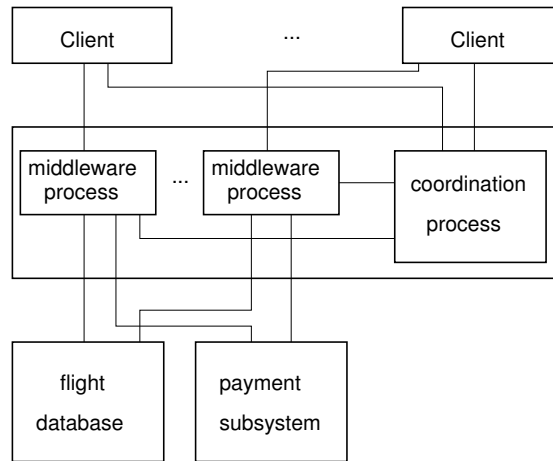 Client
...
Client
middleware
process
...
middleware
process
coordination
process
flight
database
payment
subsystem